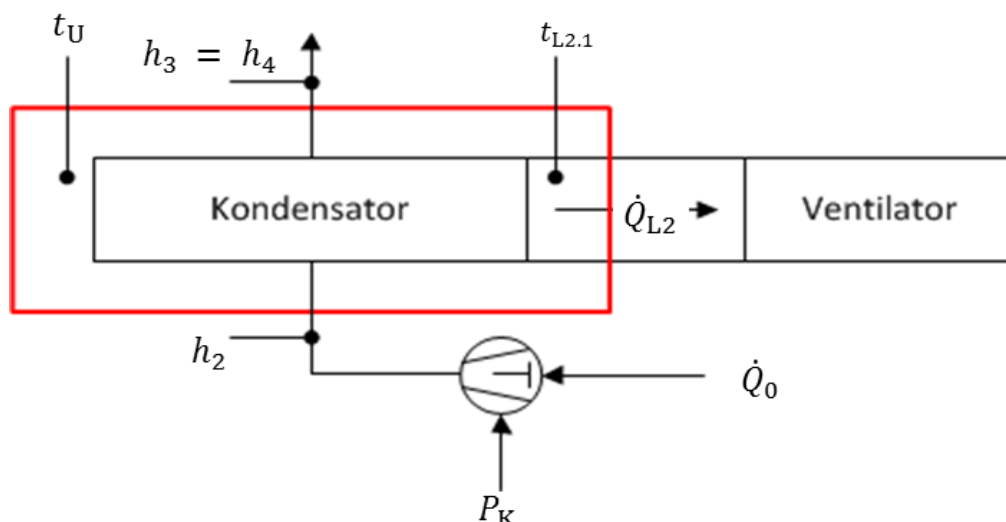 t_U
h_3 = h_4
t_L2.1
Kondensator
Q̇_L2
Ventilator
h_2
Q̇_0
P_K